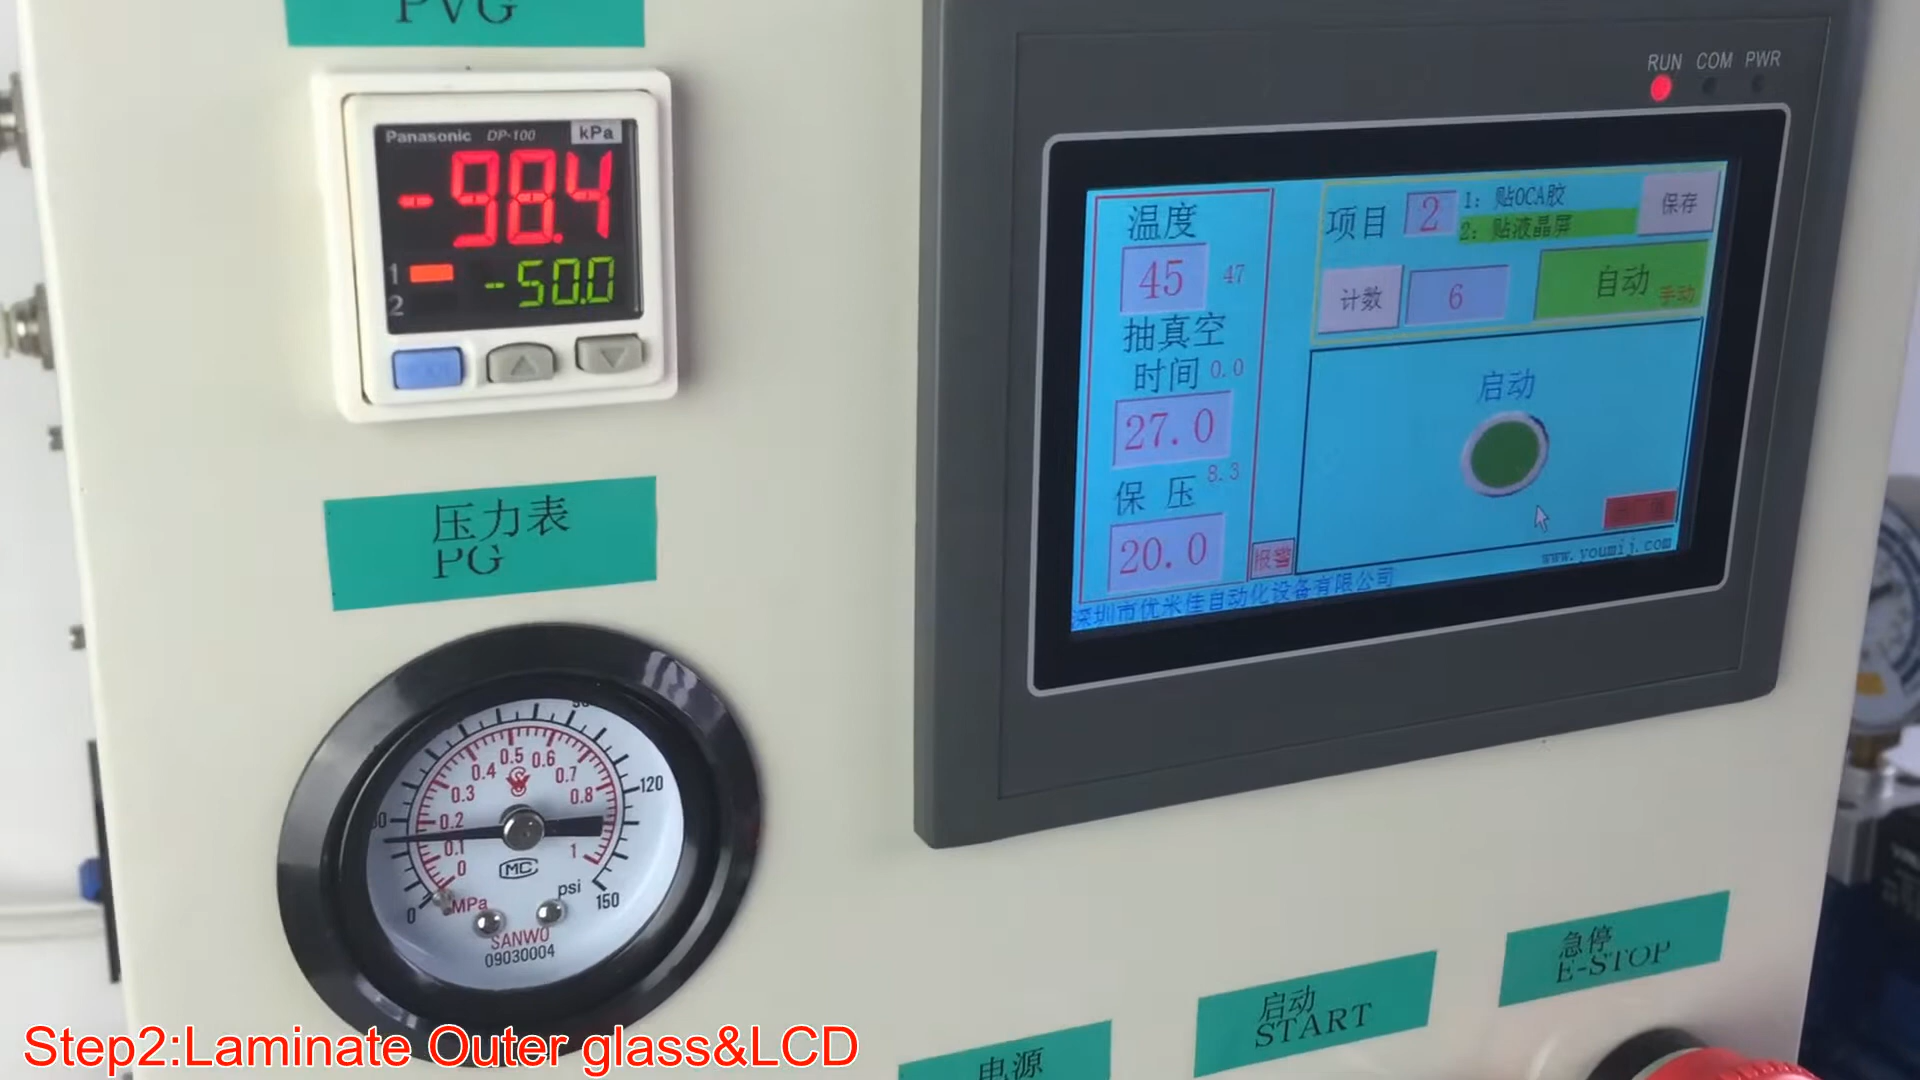 PVG
Panasonic DP-100 kPa
-98.4
1
-50.0
2
压力表
PG
0.5
0.6
0.4
0.7
0.3
0.8
120
0.2
0.1
1
0
MC
psi
MPa
0
150
SANWO
09030004
RUN COM PWR
温度
45 47
抽真空
时间 0.0
27.0
8.3
保 压
20.0
报警
项目 2
1: 贴OCA胶
2: 贴液晶屏
保存
计数 6
自动 手动
启动
www.youmij.com
深圳市优米佳自动化设备有限公司
急停
E-STOP
启动
START
电源
Step2:Laminate Outer glass&LCD